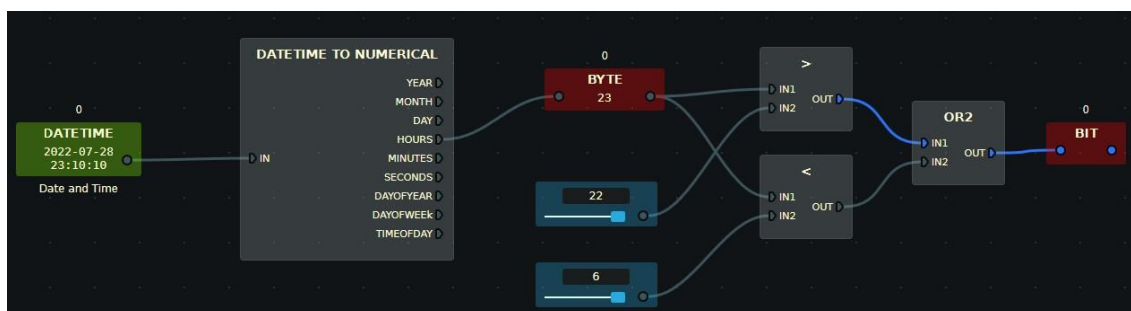 0
DATETIME
2022-07-28
23:10:10
Date and Time
DATETIME TO NUMERICAL
IN
YEAR
MONTH
DAY
HOURS
MINUTES
SECONDS
DAYOFYEAR
DAYOFWEEk
TIMEOFDAY
0
BYTE
23
22
6
>
IN1
IN2
OUT
<
IN1
IN2
OUT
OR2
IN1
IN2
OUT
0
BIT